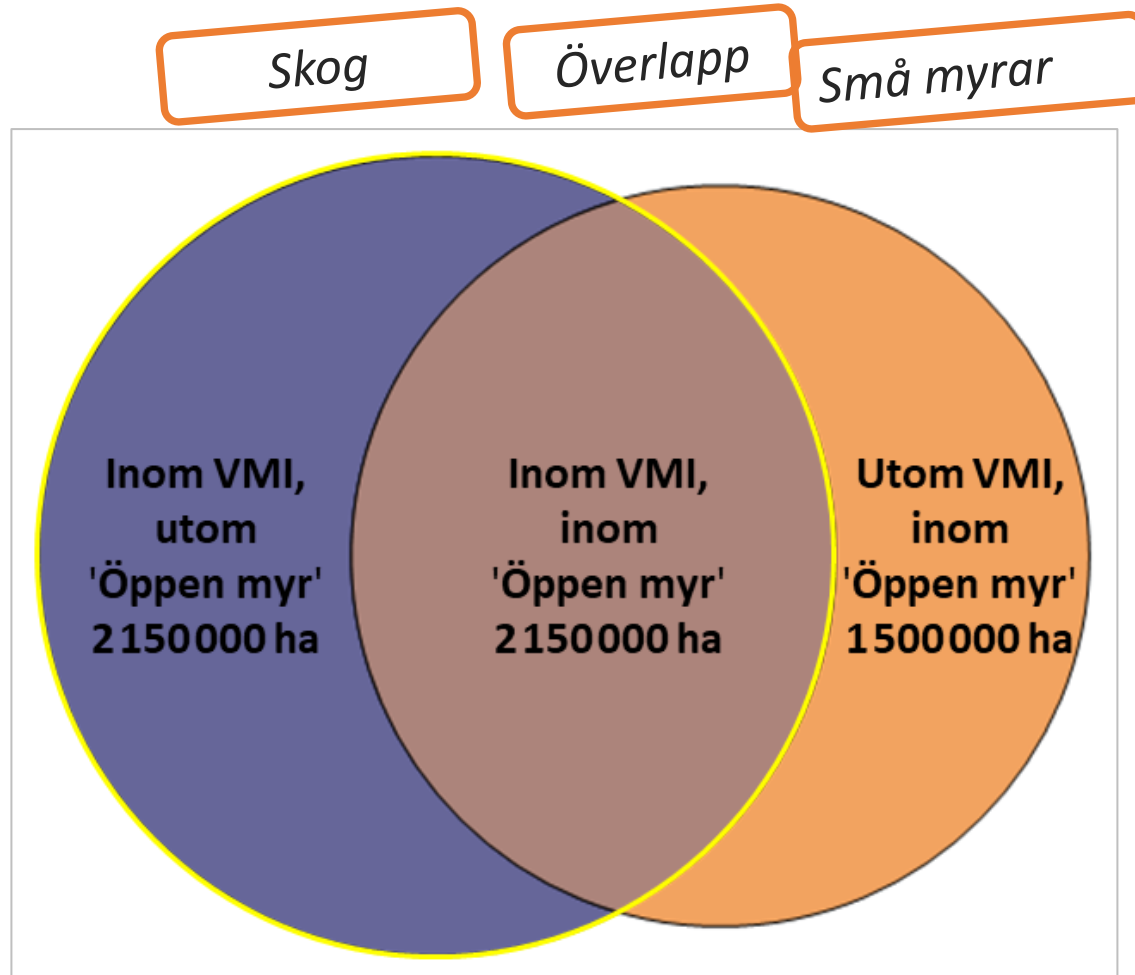 Skog
Överlapp
Små myrar
Inom VMI,
utom
'Öppen myr'
2150000 ha
Inom VMI,
inom
'Öppen myr'
2150000 ha
Utom VMI,
inom
'Öppen myr'
1500000 ha